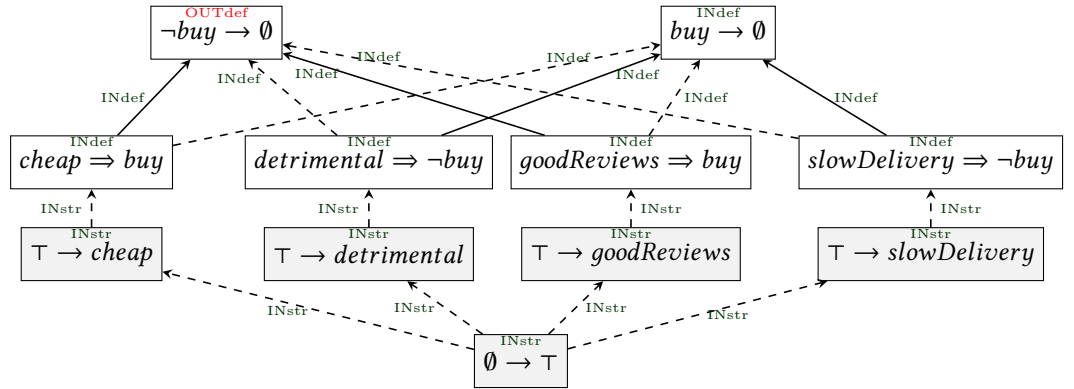 OUTdef
¬buy → ∅
INdef
buy → ∅
INdef
INdef
INdef
INdef
INdef
INdef
INdef
INdef
INdef
cheap ⇒ buy
INdef
detrimental ⇒ ¬buy
INdef
goodReviews ⇒ buy
INdef
slowDelivery ⇒ ¬buy
INstr
INstr
INstr
INstr
INstr
⊤ → cheap
INstr
⊤ → detrimental
INstr
⊤ → goodReviews
INstr
⊤ → slowDelivery
INstr
INstr
INstr
INstr
INstr
∅ → ⊤